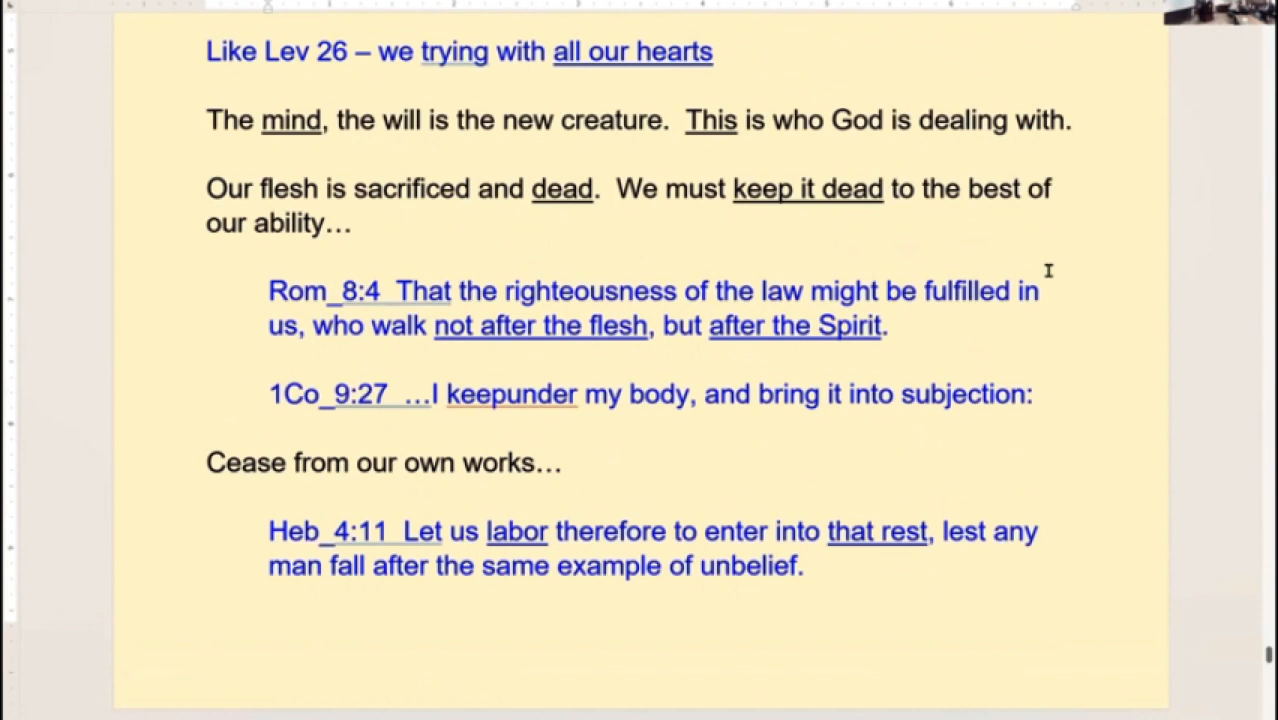 Like Lev 26 – we trying with all our hearts
The mind, the will is the new creature.  This is who God is dealing with.
Our flesh is sacrificed and dead.  We must keep it dead to the best of
our ability…
Rom_8:4  That the righteousness of the law might be fulfilled in
us, who walk not after the flesh, but after the Spirit.
1Co_9:27  …I keepunder my body, and bring it into subjection:
Cease from our own works…
Heb_4:11  Let us labor therefore to enter into that rest, lest any
man fall after the same example of unbelief.